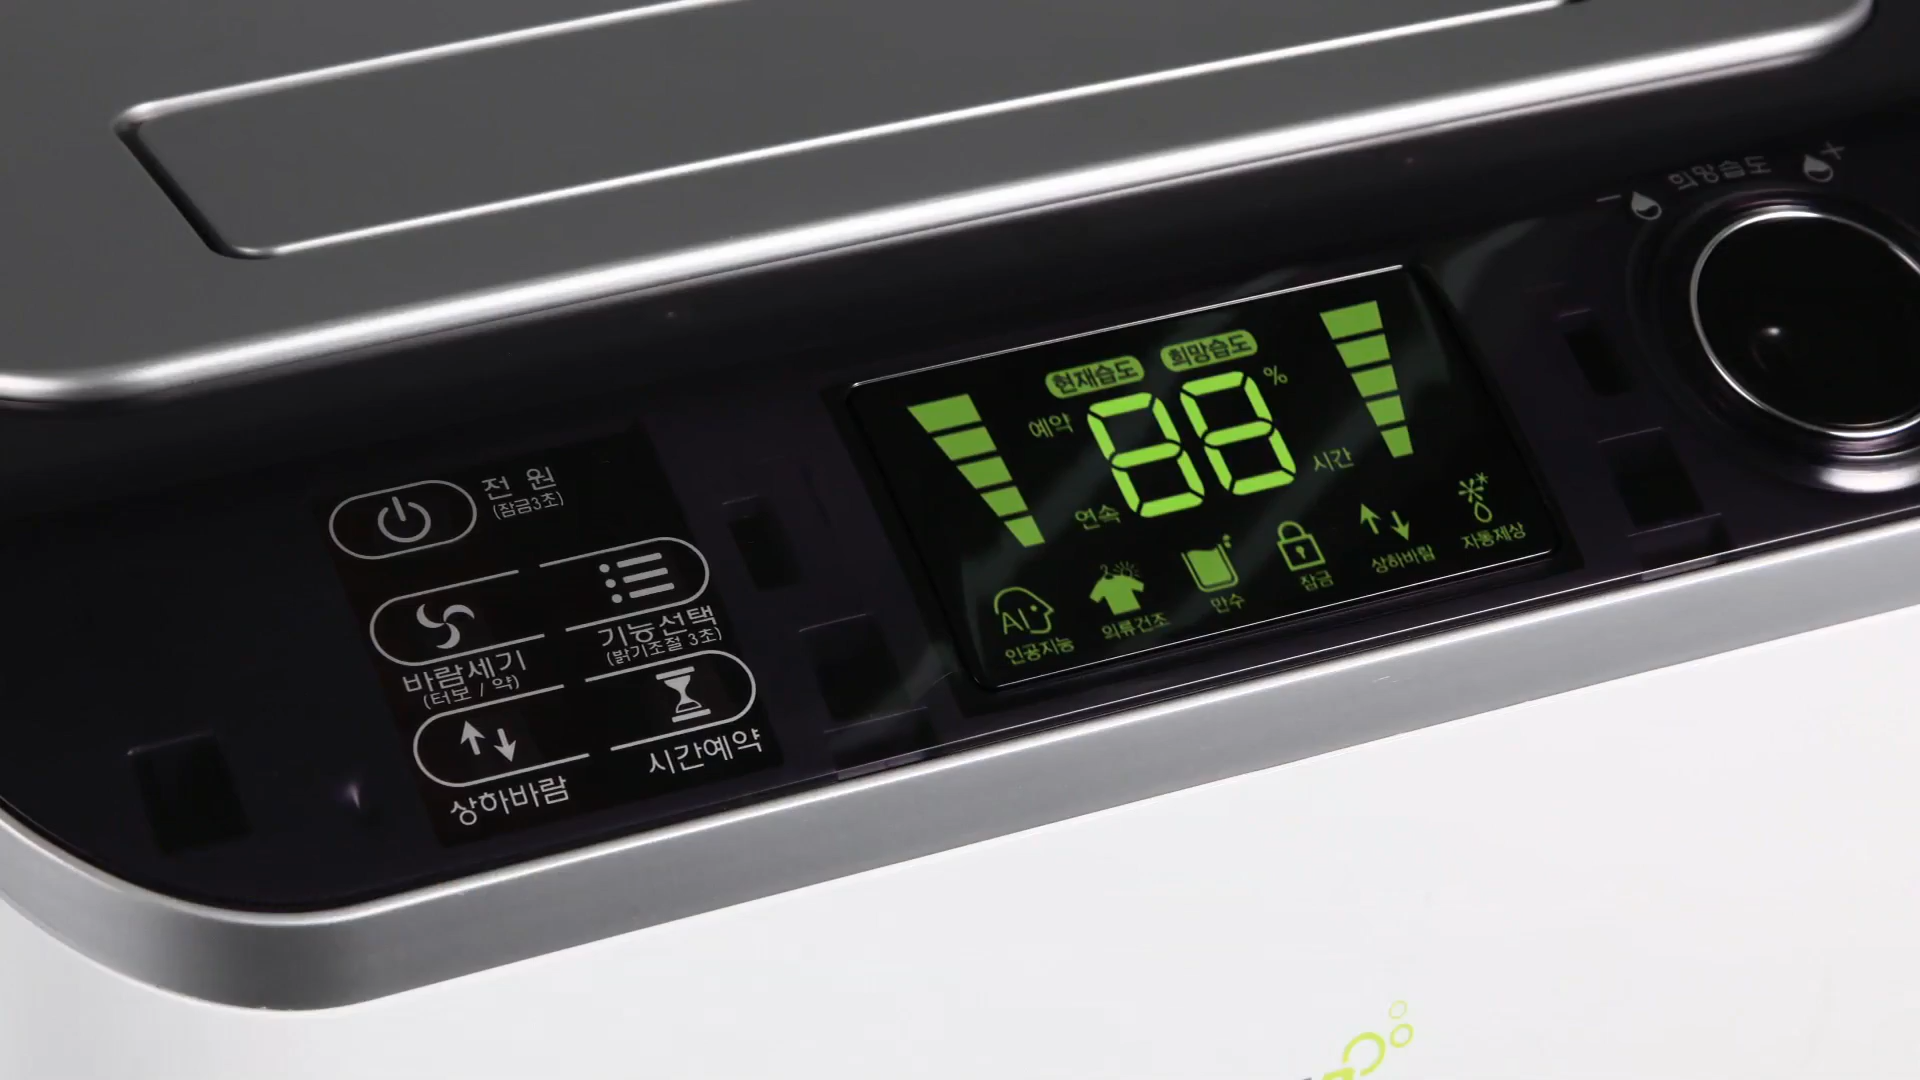 희망습도
현재습도 희망습도
예약 88 %
시간
연속
AI
인공지능 의류건조 만수 잠금 상하바람 자동제상
전 원
(잠금3초)
바람세기
(터보 / 약)
기능선택
(밝기조절 3초)
상하바람
시간예약